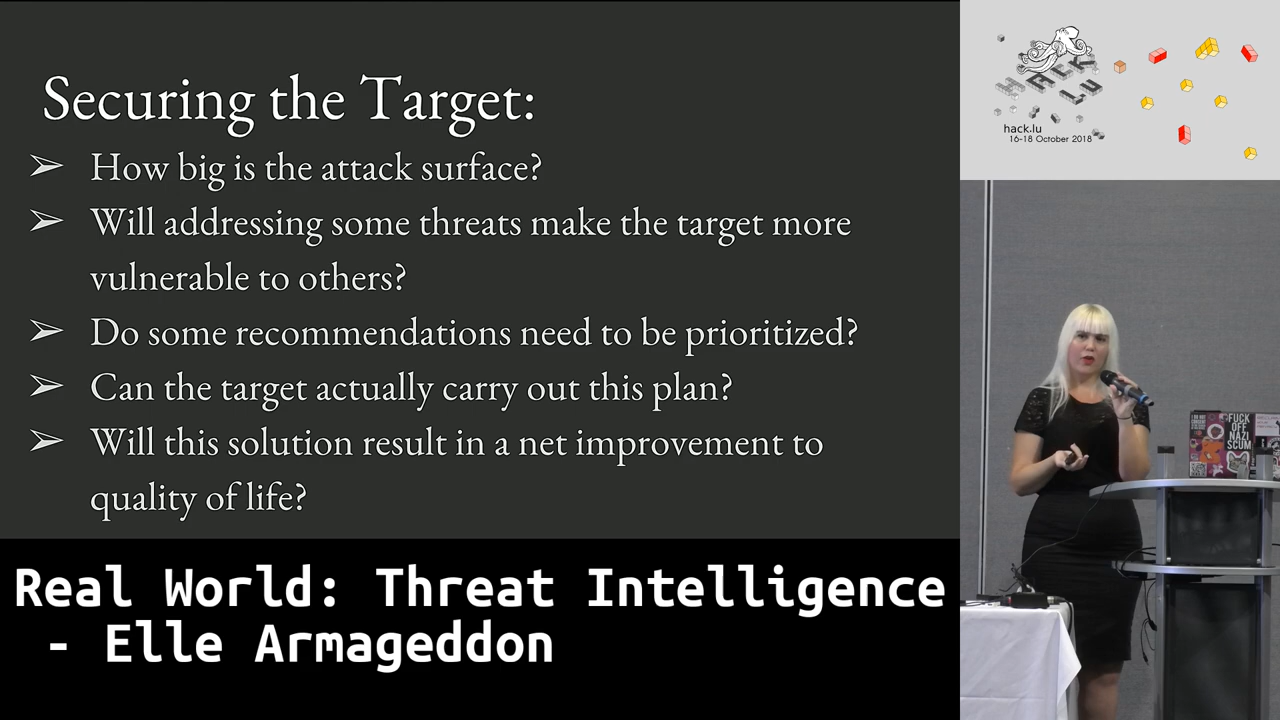 Securing the Target:
➢ How big is the attack surface?
➢ Will addressing some threats make the target more
vulnerable to others?
➢ Do some recommendations need to be prioritized?
➢ Can the target actually carry out this plan?
➢ Will this solution result in a net improvement to
quality of life?
Real World: Threat Intelligence
- Elle Armageddon
HACK
LU
hack.lu
16-18 October 2018
FUCK
OFF
NAZI
SCUM